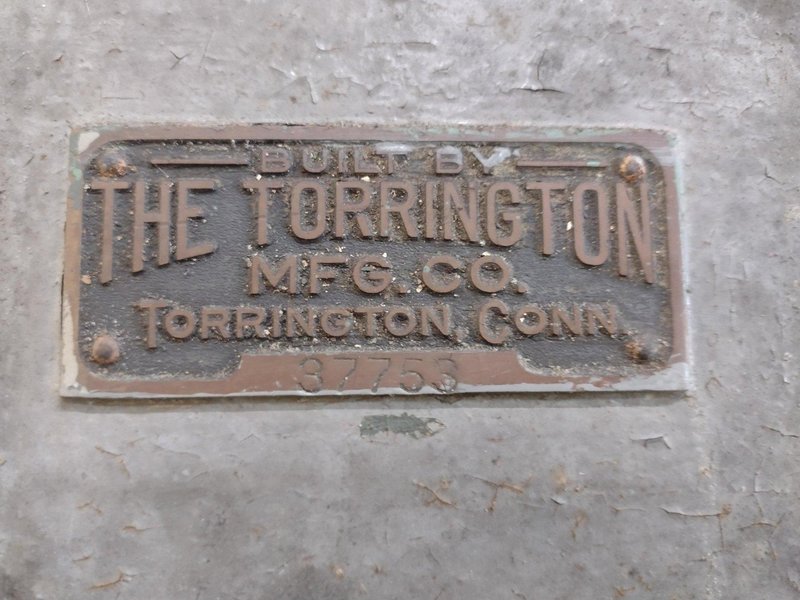 BUILT BY
THE TORRINGTON
MFG. CO.
TORRINGTON, CONN.
37753